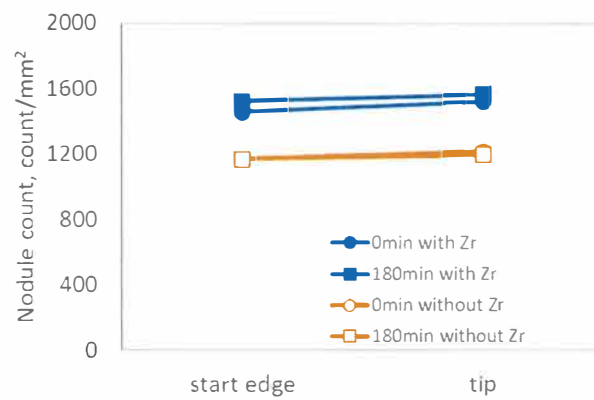 2000
1600
1200
800
400
0
Nodule count, count/mm²
0min with Zr
180min with Zr
0min without Zr
180min without Zr
start edge tip